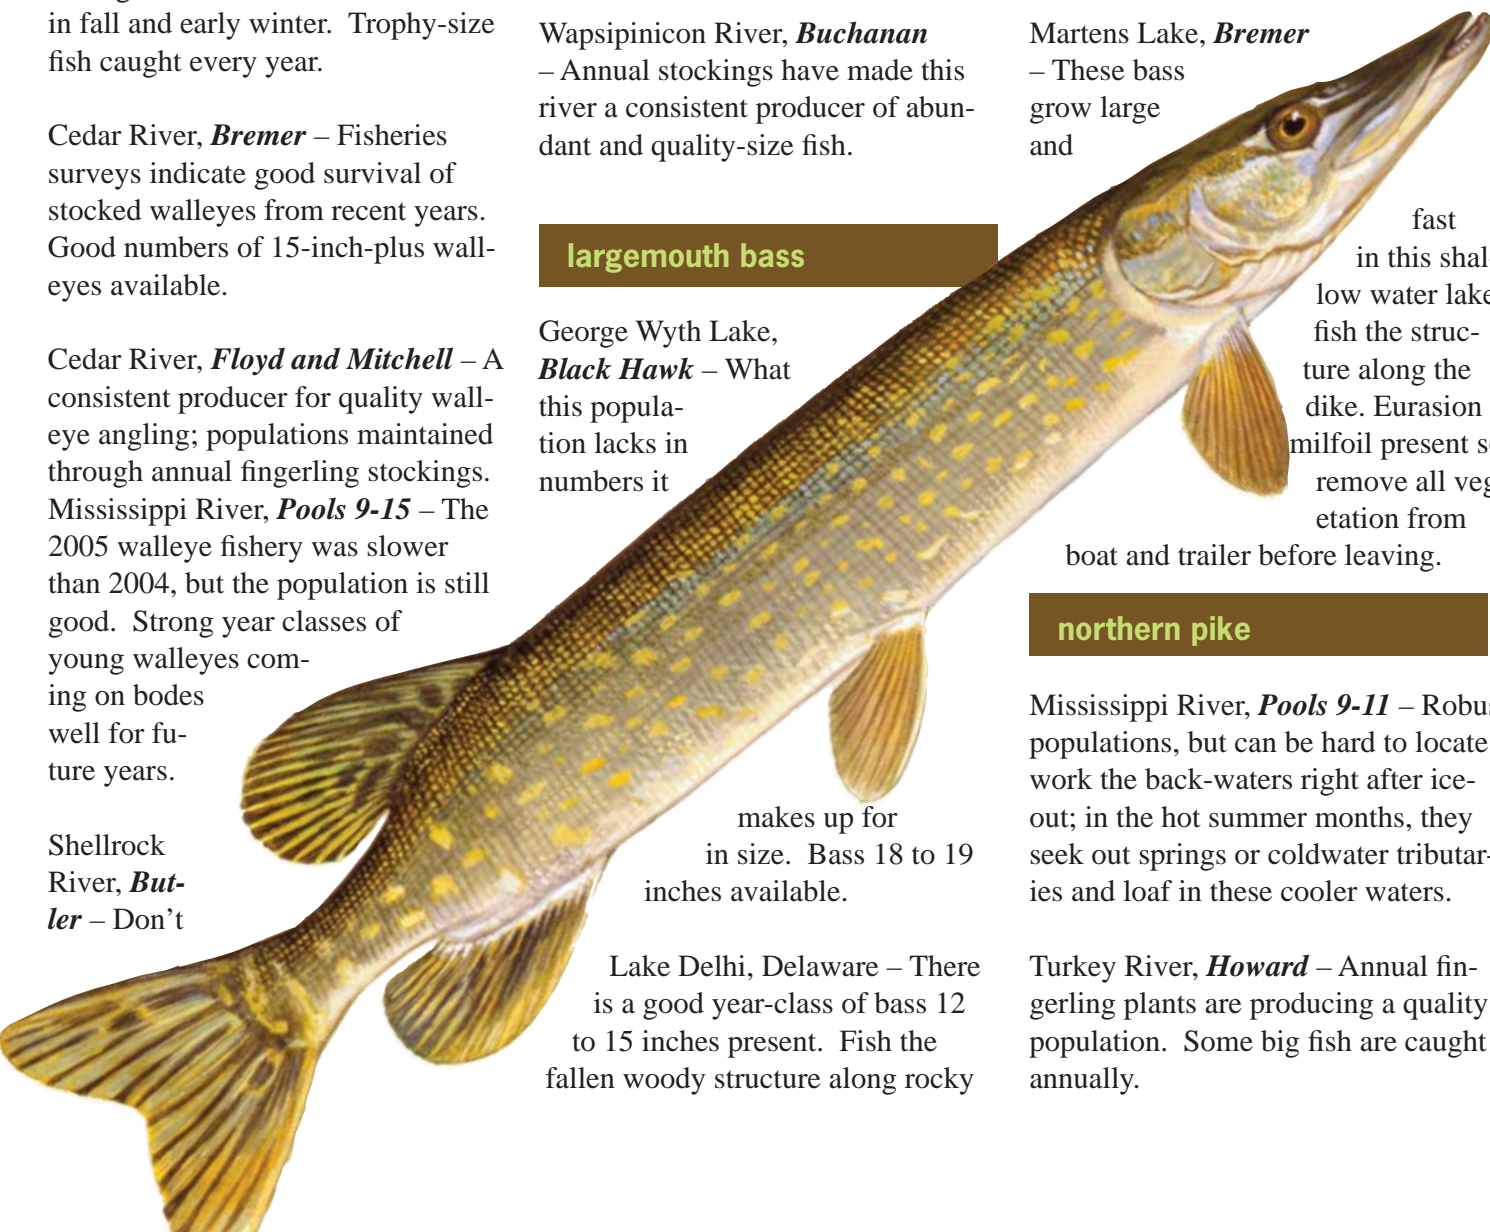 in fall and early winter.  Trophy-size
fish caught every year.
Cedar River, Bremer – Fisheries
surveys indicate good survival of
stocked walleyes from recent years.
Good numbers of 15-inch-plus wall-
eyes available.
Cedar River, Floyd and Mitchell – A
consistent producer for quality wall-
eye angling; populations maintained
through annual fingerling stockings.
Mississippi River, Pools 9-15 – The
2005 walleye fishery was slower
than 2004, but the population is still
good.  Strong year classes of
young walleyes com-
ing on bodes
well for fu-
ture years.
Shellrock
River, But-
ler – Don’t
Wapsipinicon River, Buchanan
– Annual stockings have made this
river a consistent producer of abun-
dant and quality-size fish.
largemouth bass
George Wyth Lake,
Black Hawk – What
this popula-
tion lacks in
numbers it
makes up for
in size.  Bass 18 to 19
inches available.
Lake Delhi, Delaware – There
is a good year-class of bass 12
to 15 inches present.  Fish the
fallen woody structure along rocky
Martens Lake, Bremer
– These bass
grow large
and
fast
in this shal-
low water lake
fish the struc-
ture along the
dike. Eurasion
milfoil present
remove all veg-
etation from
boat and trailer before leaving.
northern pike
Mississippi River, Pools 9-11 –
populations, but can be hard to locate
work the back-waters right after ice-
out; in the hot summer months, they
seek out springs or coldwater tributar-
ies and loaf in these cooler waters.
Turkey River, Howard – Annual fin-
gerling plants are producing a quality
population.  Some big fish are caught
annually.